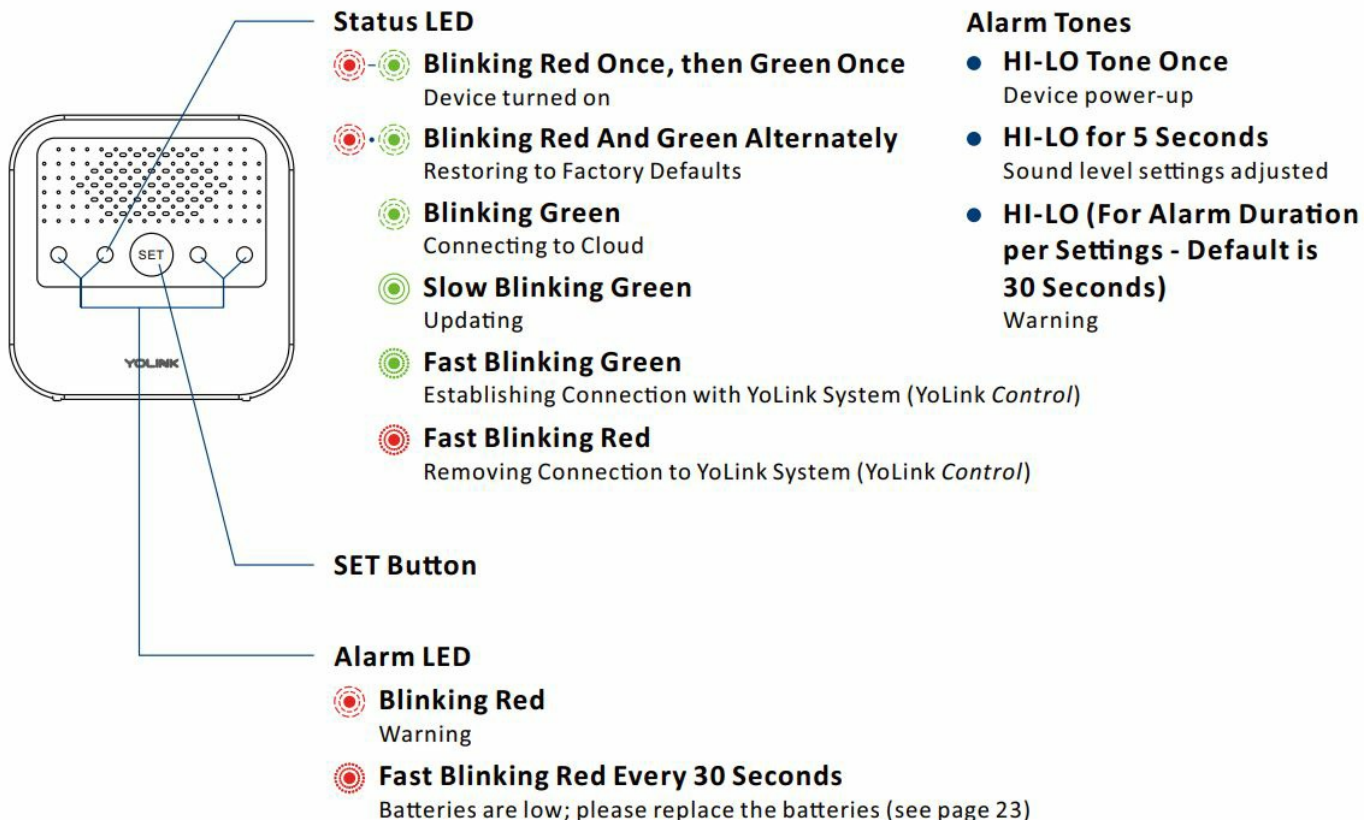 Status LED
Blinking Red Once, then Green Once
Device turned on
Blinking Red And Green Alternately
Restoring to Factory Defaults
Blinking Green
Connecting to Cloud
Slow Blinking Green
Updating
Fast Blinking Green
Establishing Connection with YoLink System (YoLink Control)
Fast Blinking Red
Removing Connection to YoLink System (YoLink Control)
SET
YOLINK
SET Button
Alarm LED
Blinking Red
Warning
Fast Blinking Red Every 30 Seconds
Batteries are low; please replace the batteries (see page 23)
Alarm Tones
HI-LO Tone Once
Device power-up
HI-LO for 5 Seconds
Sound level settings adjusted
HI-LO (For Alarm Duration
per Settings - Default is
30 Seconds)
Warning